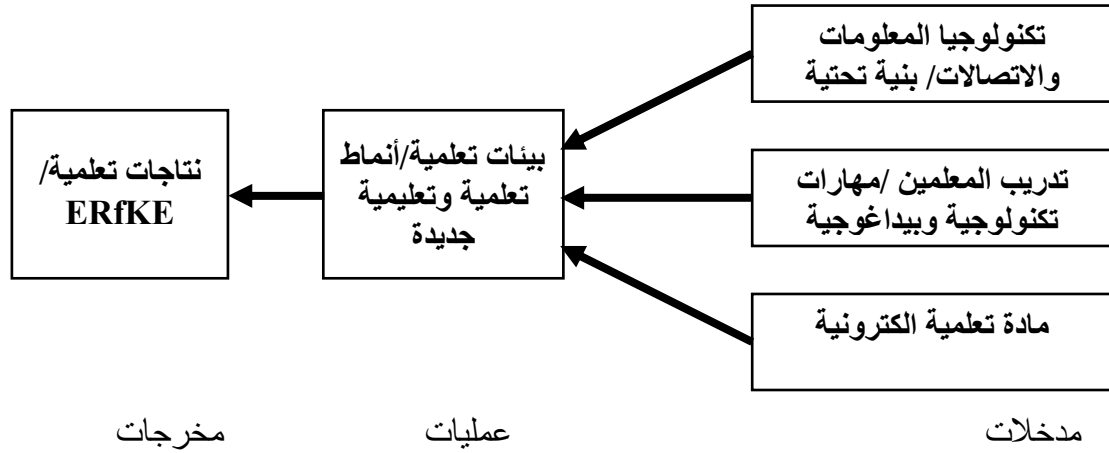 تكنولوجيا المعلومات
والاتصالات/ بنية تحتية
تدريب المعلمين /مهارات
تكنولوجية وبيداغوجية
مادة تعلمية الكترونية
بيئات تعلمية/أنماط
تعلمية وتعليمية
جديدة
نتاجات تعلمية/
ERfKE
مدخلات
عمليات
مخرجات